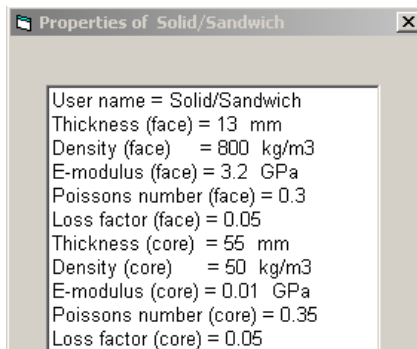 Properties of Solid/Sandwich
User name = Solid/Sandwich
Thickness (face) = 13 mm
Density (face) = 800 kg/m3
E-modulus (face) = 3.2 GPa
Poissons number (face) = 0.3
Loss factor (face) = 0.05
Thickness (core) = 55 mm
Density (core) = 50 kg/m3
E-modulus (core) = 0.01 GPa
Poissons number (core) = 0.35
Loss factor (core) = 0.05